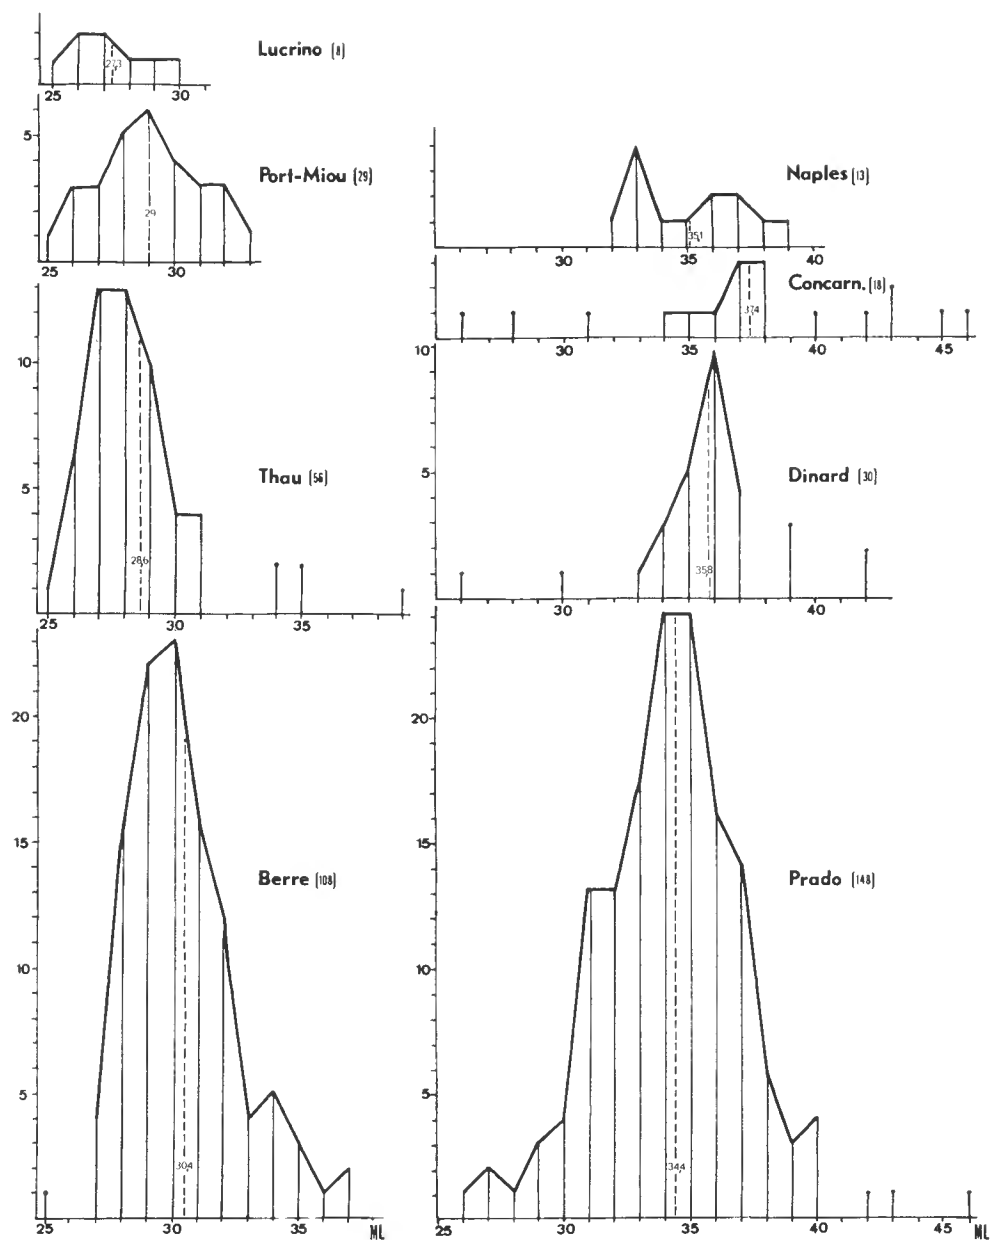 Lucrino (8)
27,3
25 30
Port-Miou (29)
5
29
25 30
Naples (13)
35,1
30 35 40
Concarn. (18)
37,4
30 35 40 45
Thau (56)
10
5
28,6
25 30 35
Dinard (30)
10
5
35,8
30 40
Berre (108)
20
15
10
5
30,4
25 30 ML
Prado (148)
20
15
10
5
34,4
25 30 35 40 45 ML